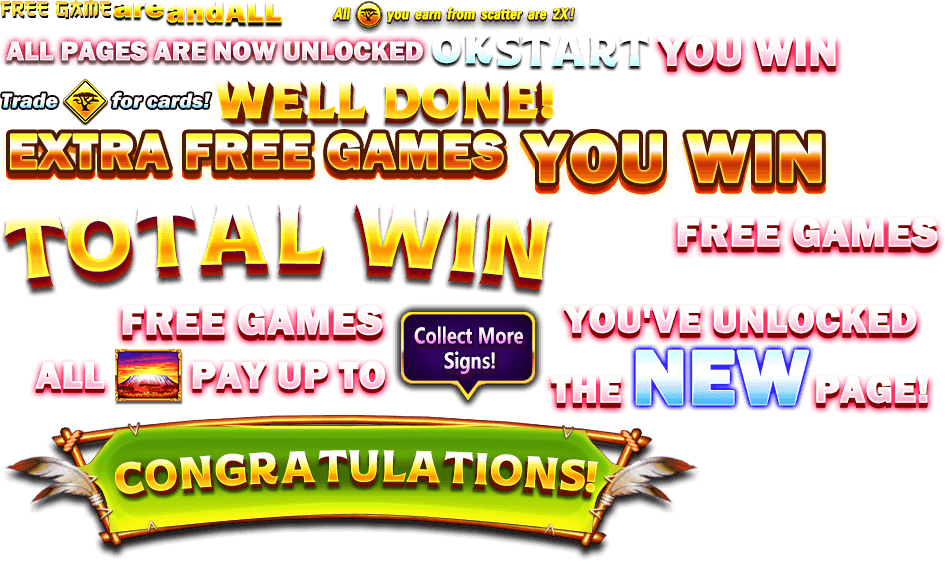 FREE GAME are and ALL
All you earn from scatter are 2X!
ALL PAGES ARE NOW UNLOCKED
OK START
YOU WIN
Trade for cards!
WELL DONE!
EXTRA FREE GAMES
YOU WIN
TOTAL WIN
FREE GAMES
FREE GAMES
ALL PAY UP TO
Collect More
Signs!
YOU'VE UNLOCKED
THE NEW PAGE!
CONGRATULATIONS!